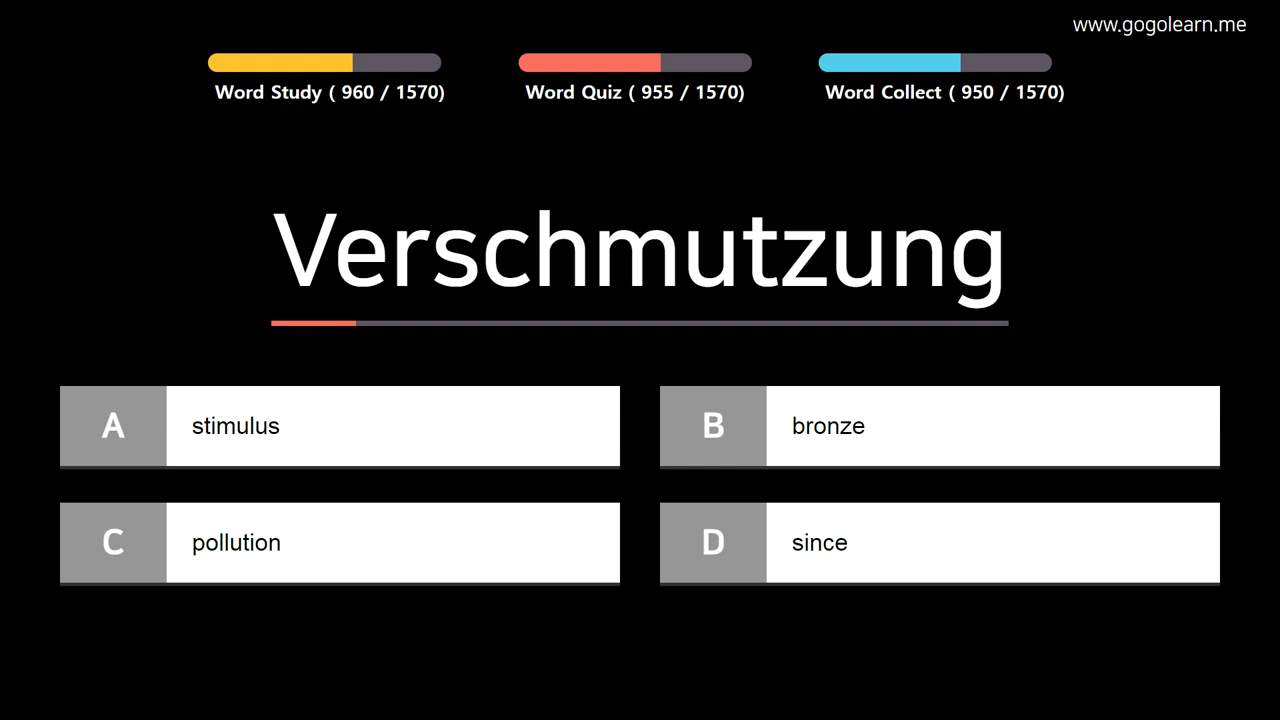 www.gogolearn.me
Word Study ( 960 / 1570)
Word Quiz ( 955 / 1570)
Word Collect ( 950 / 1570)
Verschmutzung
A
stimulus
B
bronze
C
pollution
D
since